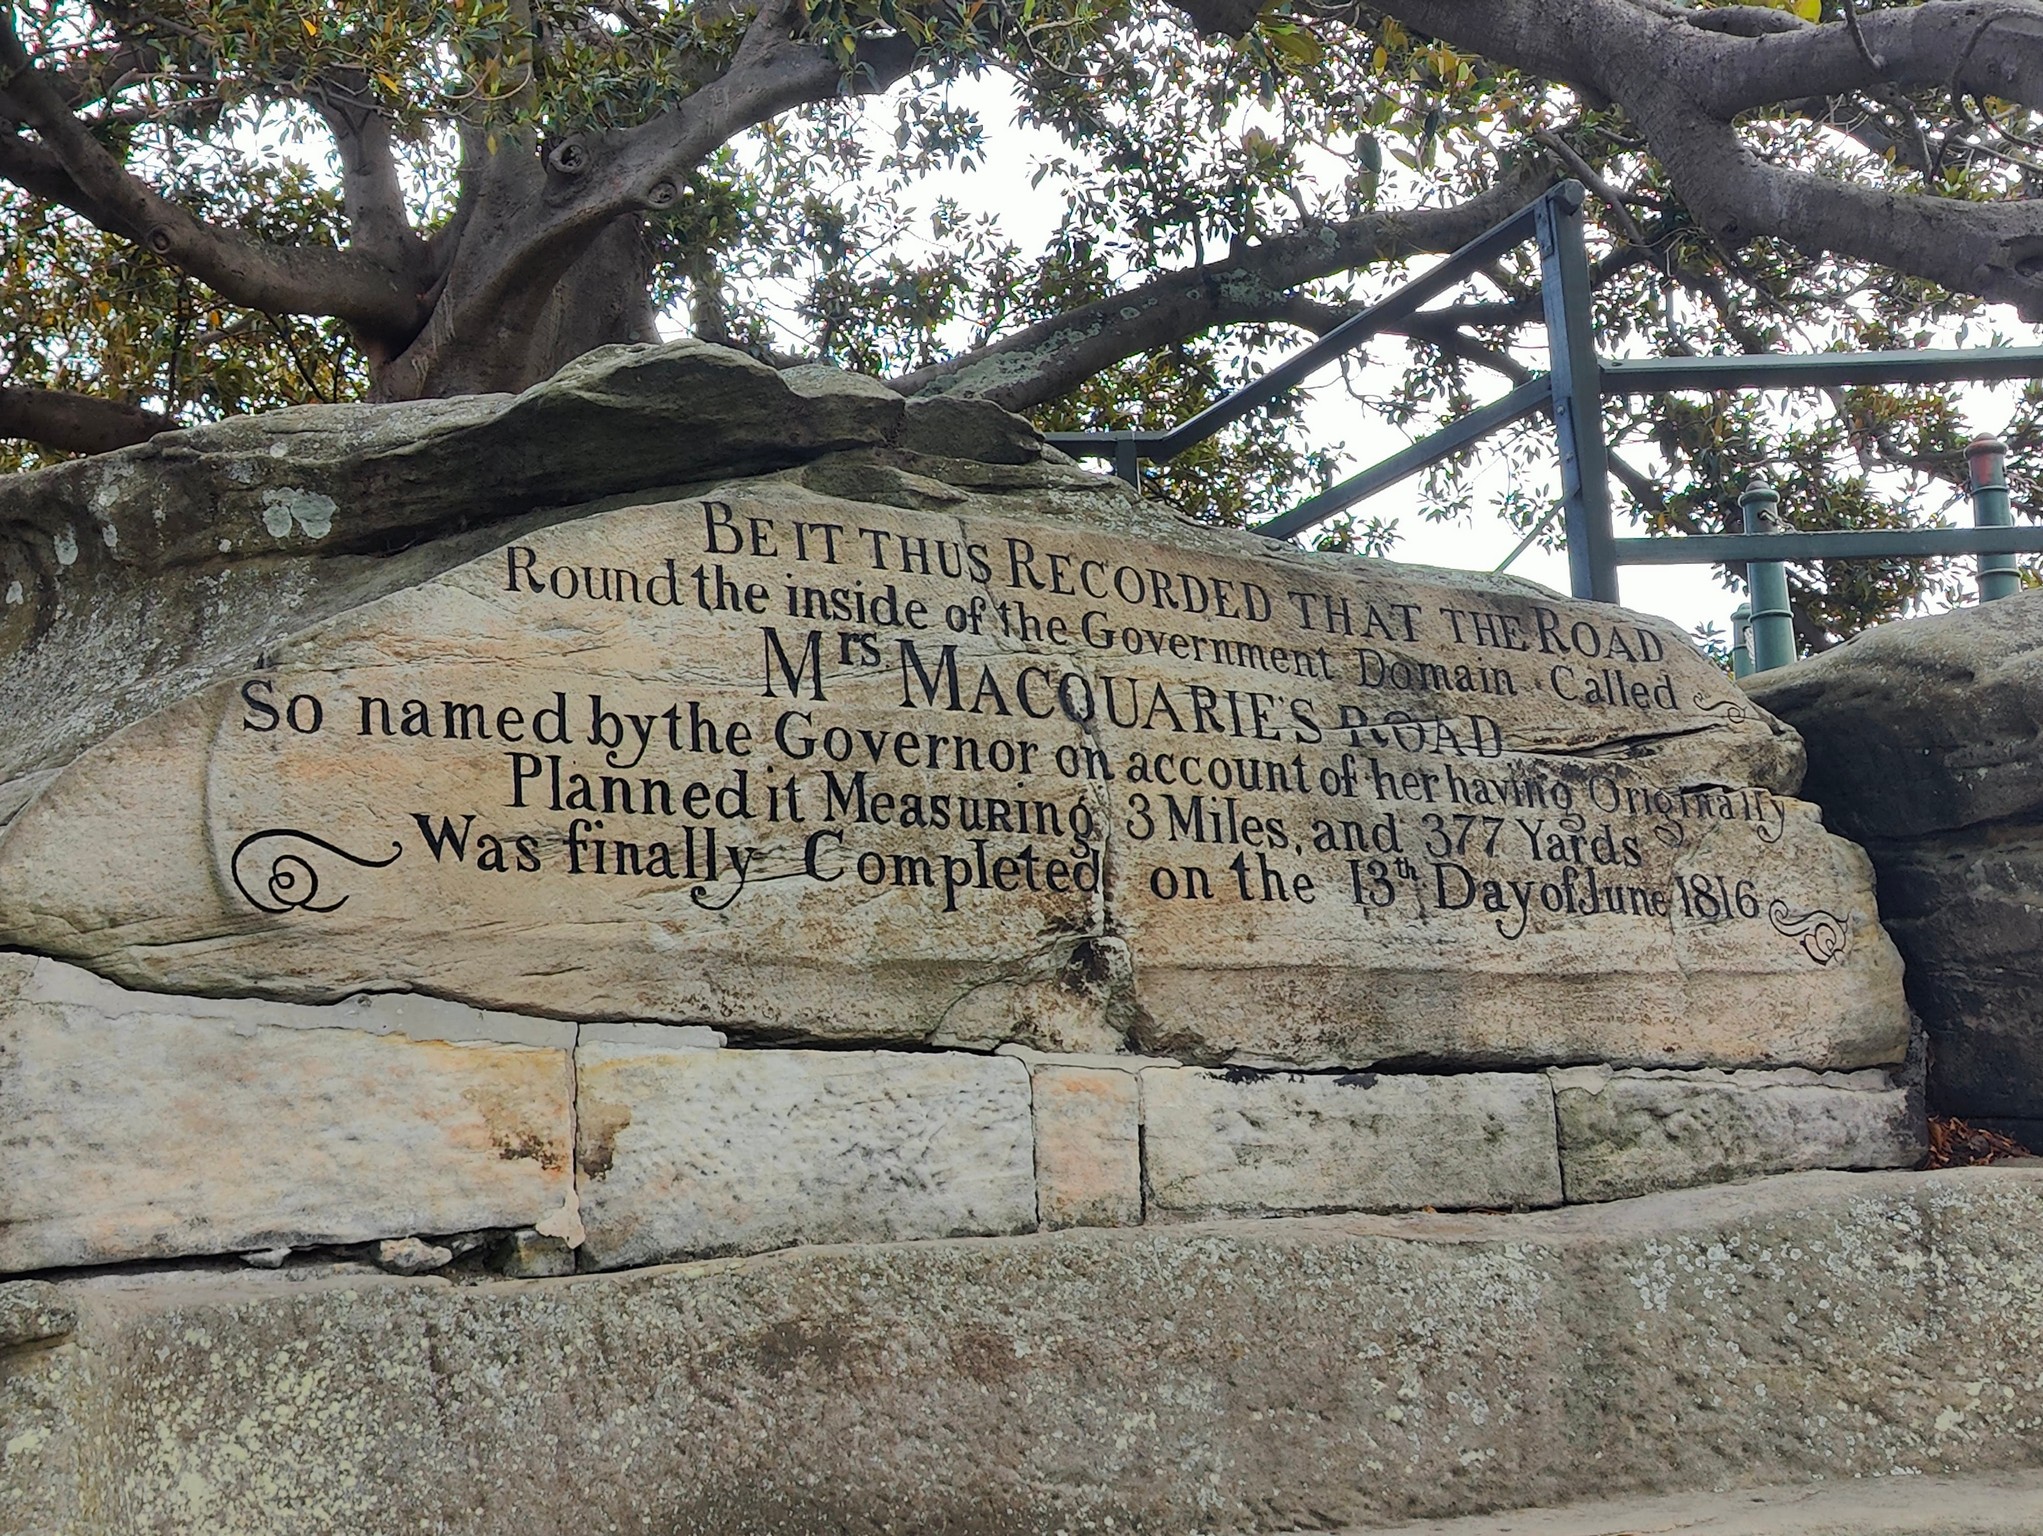 BE IT THUS RECORDED THAT THE ROAD
Round the inside of the Government Domain Called
Mrs MACQUARIE'S ROAD
So named by the Governor on account of her having Originally
Planned it Measuring 3 Miles, and 377 Yards
Was finally Completed on the 13th Day of June 1816